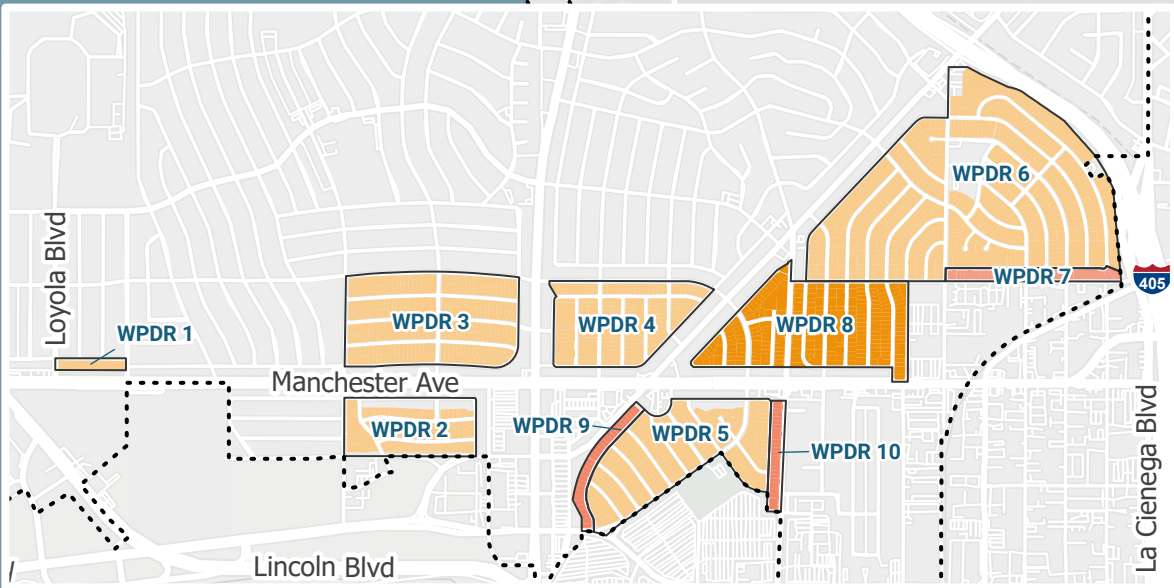 WPDR 6
Loyola Blvd
WPDR 7
405
WPDR 1
WPDR 3
WPDR 4
WPDR 8
Manchester Ave
WPDR 2
WPDR 9
WPDR 5
WPDR 10
La Cienega Blvd
Lincoln Blvd